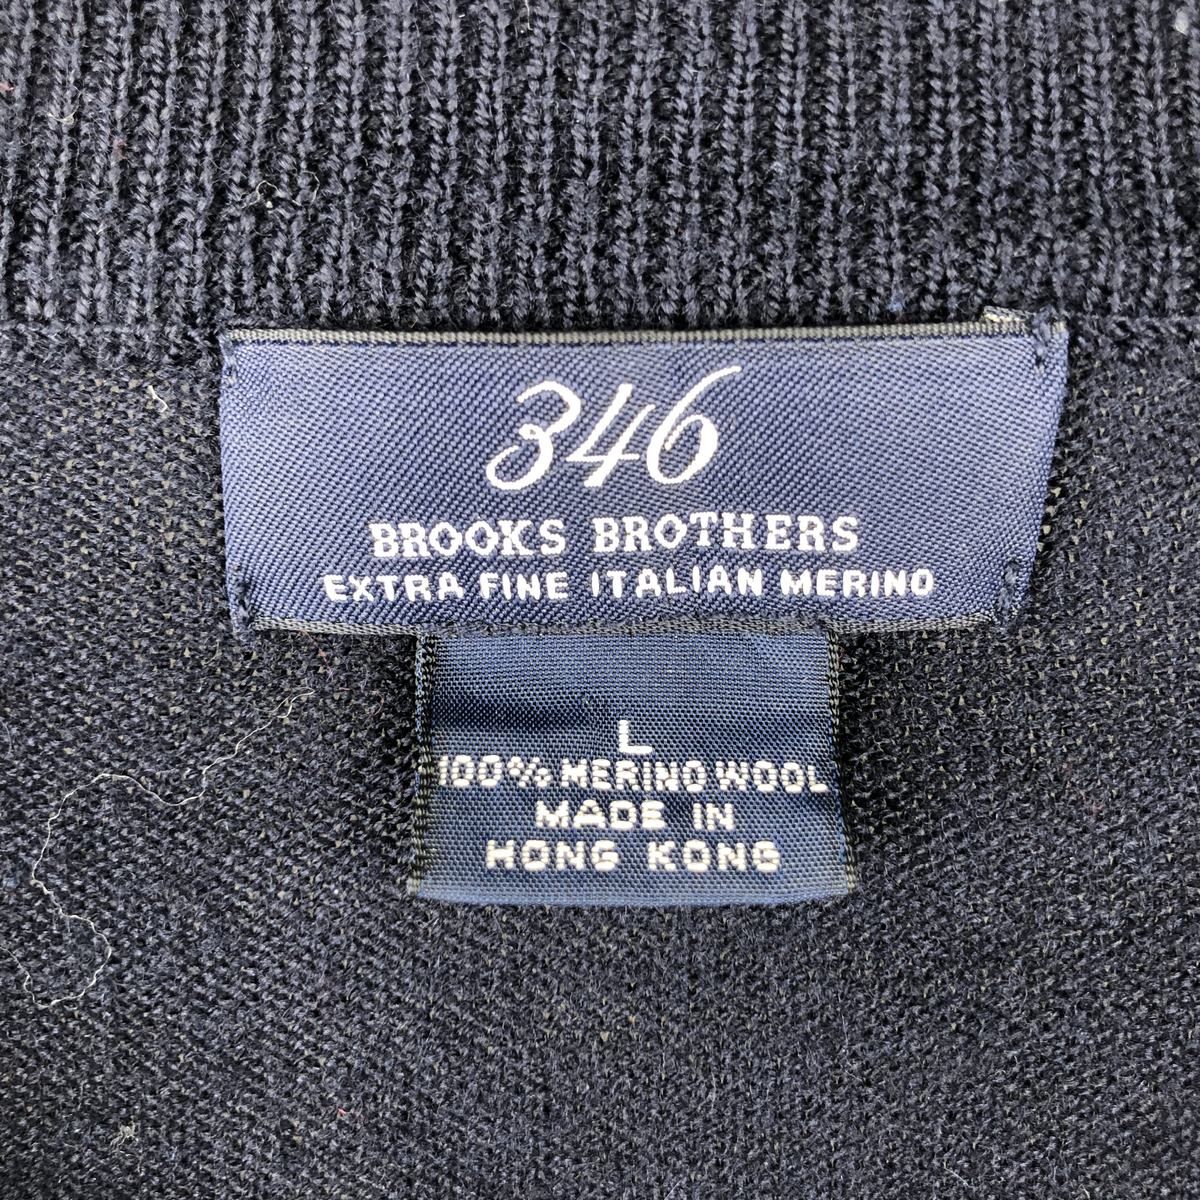 346
BROOKS BROTHERS
EXTRA FINE ITALIAN MERINO
L
100% MERINO WOOL
MADE IN
HONG KONG